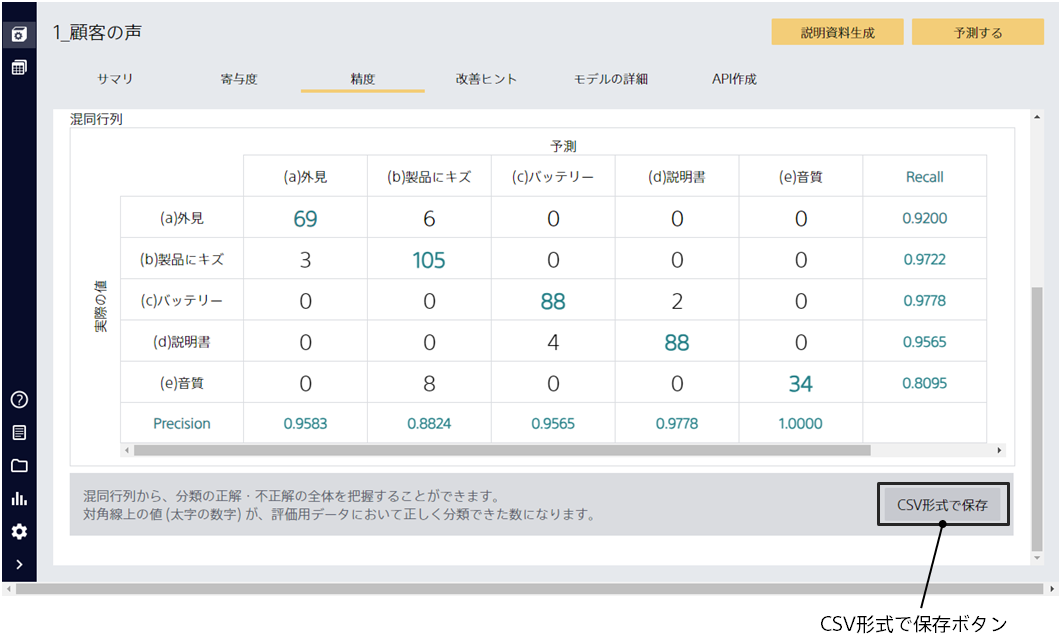 1_顧客の声
説明資料生成
予測する
サマリ 寄与度 精度 改善ヒント モデルの詳細 API作成
混同行列
予測
(a)外見 (b)製品にキズ (c)バッテリー (d)説明書 (e)音質 Recall
実際の値
(a)外見 69 6 0 0 0 0.9200
(b)製品にキズ 3 105 0 0 0 0.9722
(c)バッテリー 0 0 88 2 0 0.9778
(d)説明書 0 0 4 88 0 0.9565
(e)音質 0 8 0 0 34 0.8095
Precision 0.9583 0.8824 0.9565 0.9778 1.0000
混同行列から、分類の正解・不正解の全体を把握することができます。
対角線上の値 (太字の数字) が、評価用データにおいて正しく分類できた数になります。
CSV形式で保存
CSV形式で保存ボタン